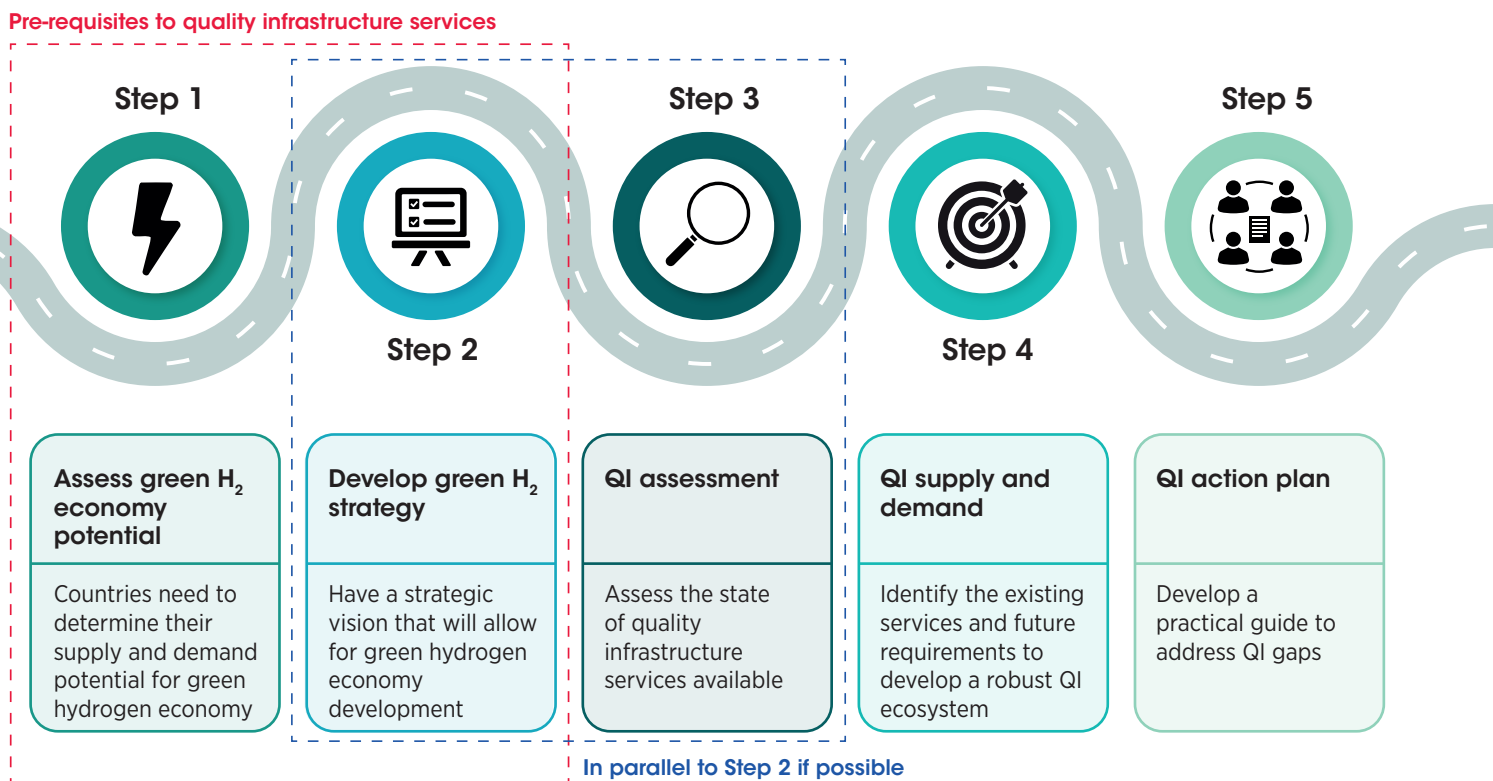 Pre-requisites to quality infrastructure services
Step 1
Step 2
Step 3
Step 4
Step 5
Assess green H₂
economy
potential
Countries need to
determine their
supply and demand
potential for green
hydrogen economy
Develop green H₂
strategy
Have a strategic
vision that will allow
for green hydrogen
economy
development
QI assessment
Assess the state
of quality
infrastructure
services available
QI supply and
demand
Identify the existing
services and future
requirements to
develop a robust QI
ecosystem
QI action plan
Develop a
practical guide to
address QI gaps
In parallel to Step 2 if possible